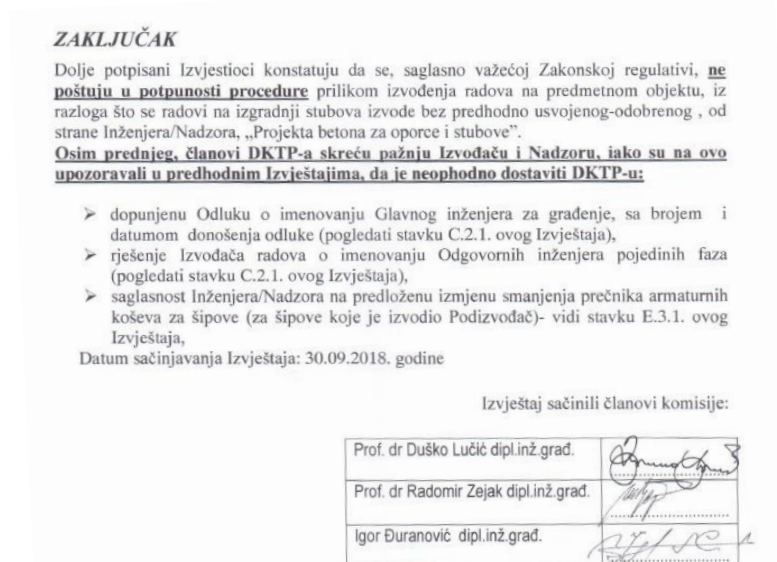 ZAKLJUČAK
Dolje potpisani Izvjestioci konstatuju da se, saglasno važećoj Zakonskoj regulativi, ne
poštuju u potpunosti procedure prilikom izvođenja radova na predmetnom objektu, iz
razloga što se radovi na izgradnji stubova izvode bez predhodno usvojenog-odobrenog , od
strane Inženjera/Nadzora, „Projekta betona za oporce i stubove”.
Osim prednjeg, članovi DKTP-a skreću pažnju Izvođaču i Nadzoru, iako su na ovo
upozoravali u predhodnim Izvještajima, da je neophodno dostaviti DKTP-u:
➢ dopunjenu Odluku o imenovanju Glavnog inženjera za građenje, sa brojem i
datumom donošenja odluke (pogledati stavku C.2.1. ovog Izvještaja),
➢ rješenje Izvođača radova o imenovanju Odgovornih inženjera pojedinih faza
(pogledati stavku C.2.1. ovog Izvještaja),
➢ saglasnost Inženjera/Nadzora na predloženu izmjenu smanjenja prečnika armaturnih
koševa za šipove (za šipove koje je izvodio Podizvođač)- vidi stavku E.3.1. ovog
Izvještaja,
Datum sačinjavanja Izvještaja: 30.09.2018. godine
Izvještaj sačinili članovi komisije:
Prof. dr Duško Lučić dipl.inž.građ.
Prof. dr Radomir Zejak dipl.inž.građ.
Igor Đuranović dipl.inž.građ.